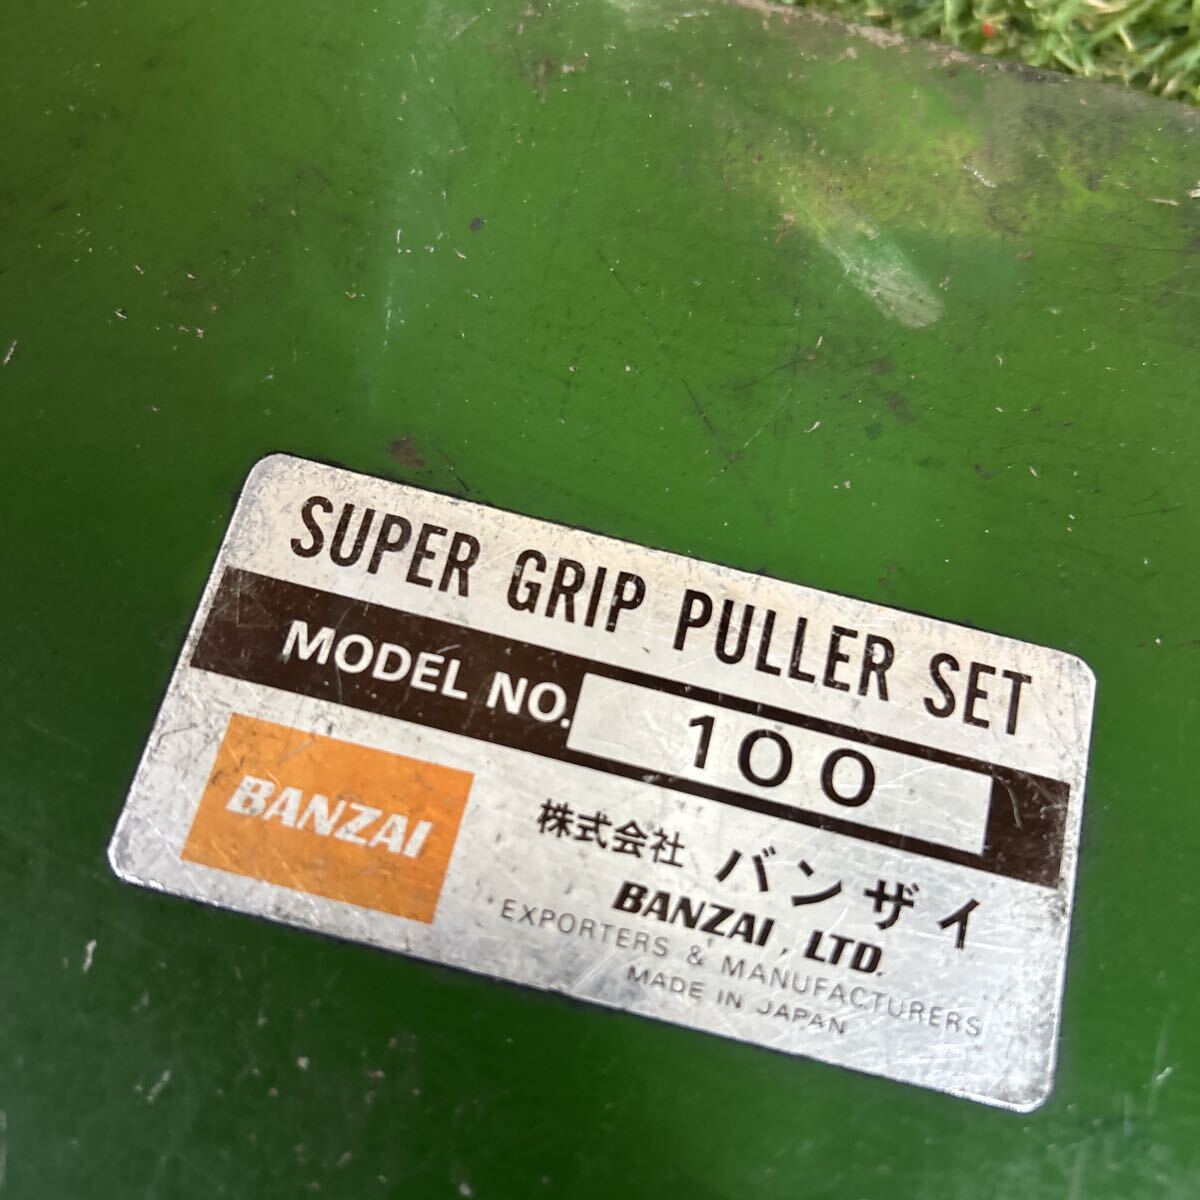 SUPER GRIP PULLER SET
MODEL NO. 100
BANZAI
株式会社 バンザイ
BANZAI, LTD.
EXPORTERS & MANUFACTURERS
MADE IN JAPAN